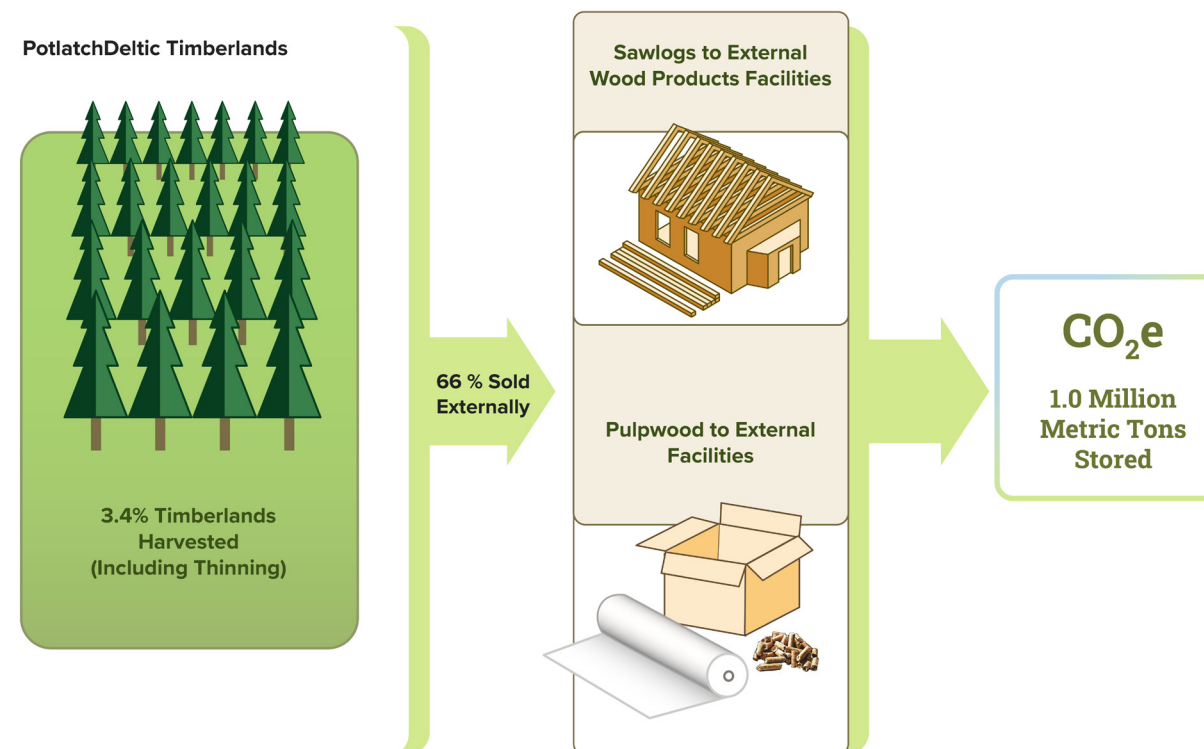 PotlatchDeltic Timberlands
3.4% Timberlands
Harvested
(Including Thinning)
66 % Sold
Externally
Sawlogs to External
Wood Products Facilities
Pulpwood to External
Facilities
CO₂e
1.0 Million
Metric Tons
Stored